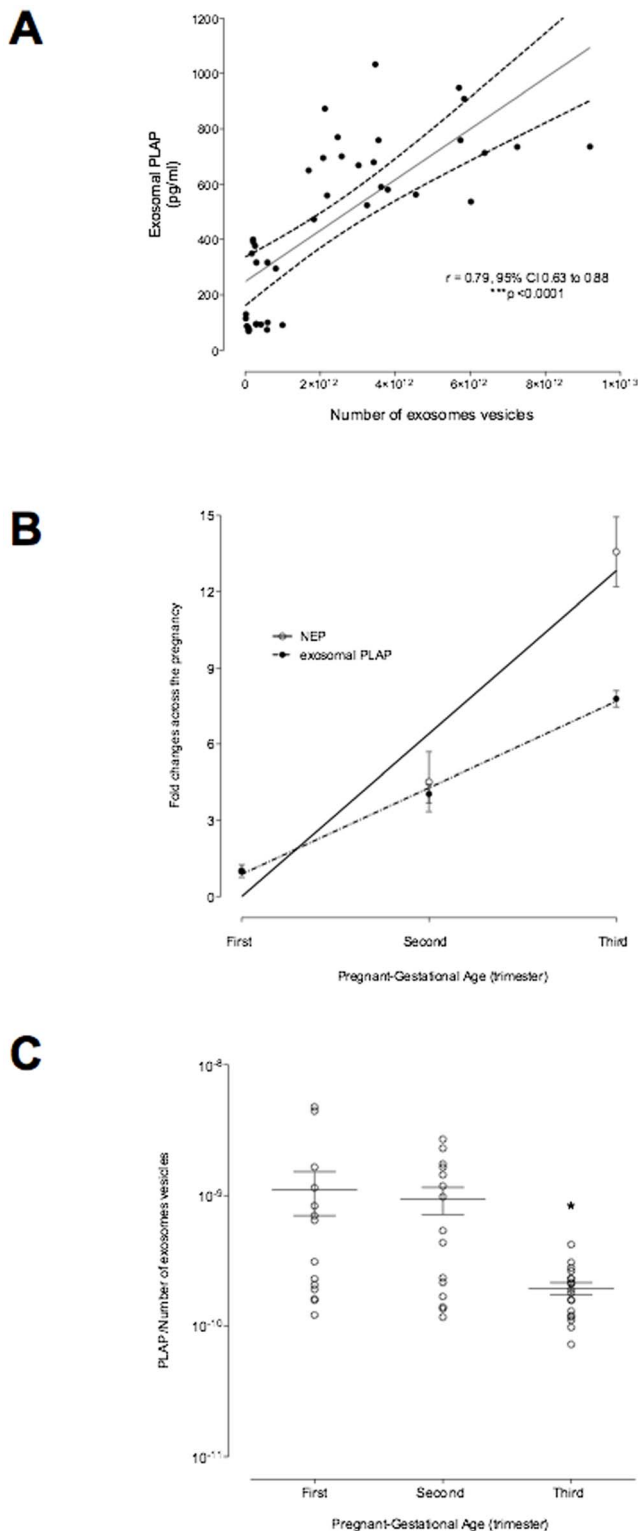 A
1200
1000
800
600
400
200
0
Exosomal PLAP
(pg/ml)
r = 0.79, 95% CI 0.63 to 0.88
***p <0.0001
0
2×10¹²
4×10¹²
6×10¹²
8×10¹²
1×10¹³
Number of exosomes vesicles
B
15
12
9
6
3
0
Fold changes across the pregnancy
NEP
exosomal PLAP
First
Second
Third
Pregnant-Gestational Age (trimester)
C
10⁻⁸
10⁻⁹
10⁻¹⁰
10⁻¹¹
PLAP/Number of exosomes vesicles
*
First
Second
Third
Pregnant-Gestational Age (trimester)